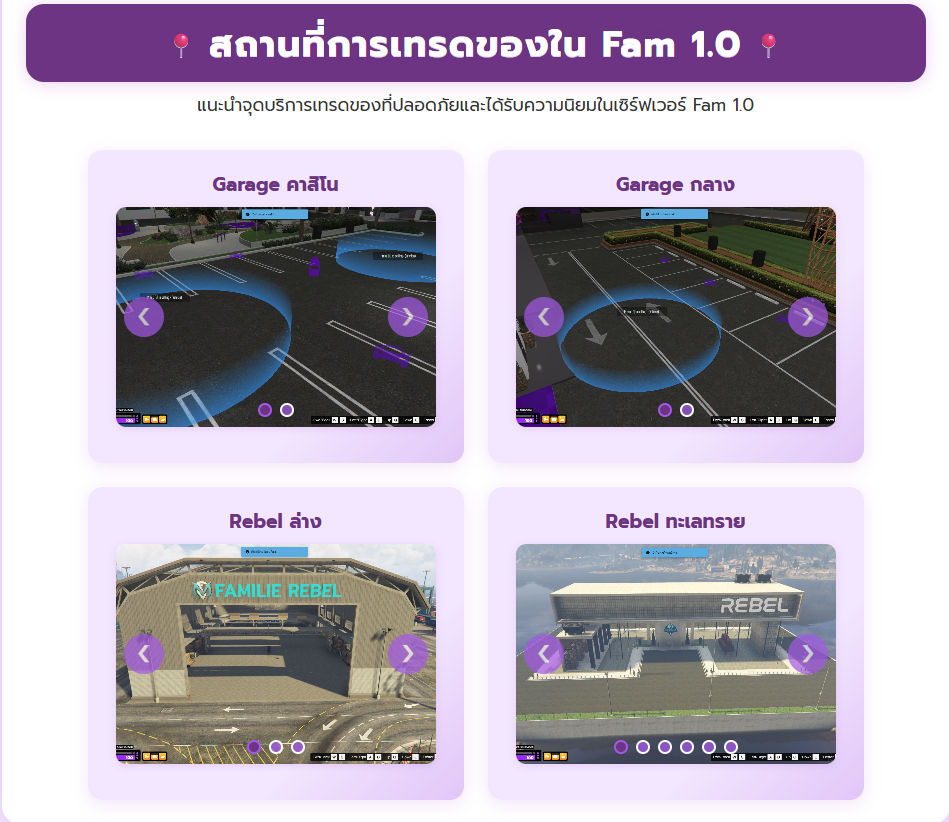 📍 สถานที่การเทรดของใน Fam 1.0 📍
แนะนำจุดบริการเทรดของที่ปลอดภัยและได้รับความนิยมในเซิร์ฟเวอร์ Fam 1.0
Garage คาสิโน
Garage กลาง
Rebel ล่าง
FAMILIE REBEL
Rebel ทะเลทราย
REBEL